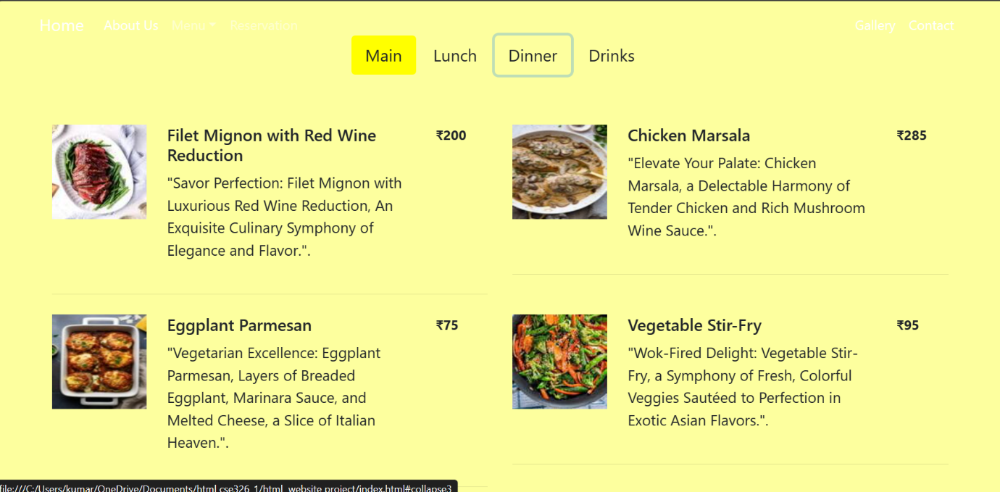 Home About Us Menu Reservation Gallery Contact
Main Lunch Dinner Drinks
Filet Mignon with Red Wine
Reduction
₹200
"Savor Perfection: Filet Mignon with
Luxurious Red Wine Reduction, An
Exquisite Culinary Symphony of
Elegance and Flavor.".
Chicken Marsala
₹285
"Elevate Your Palate: Chicken
Marsala, a Delectable Harmony of
Tender Chicken and Rich Mushroom
Wine Sauce.".
Eggplant Parmesan
₹75
"Vegetarian Excellence: Eggplant
Parmesan, Layers of Breaded
Eggplant, Marinara Sauce, and
Melted Cheese, a Slice of Italian
Heaven.".
Vegetable Stir-Fry
₹95
"Wok-Fired Delight: Vegetable Stir-
Fry, a Symphony of Fresh, Colorful
Veggies Sautéed to Perfection in
Exotic Asian Flavors.".
file:///C:/Users/kumar/OneDrive/Documents/html cse326_1/html_website project/index.html#collapse3